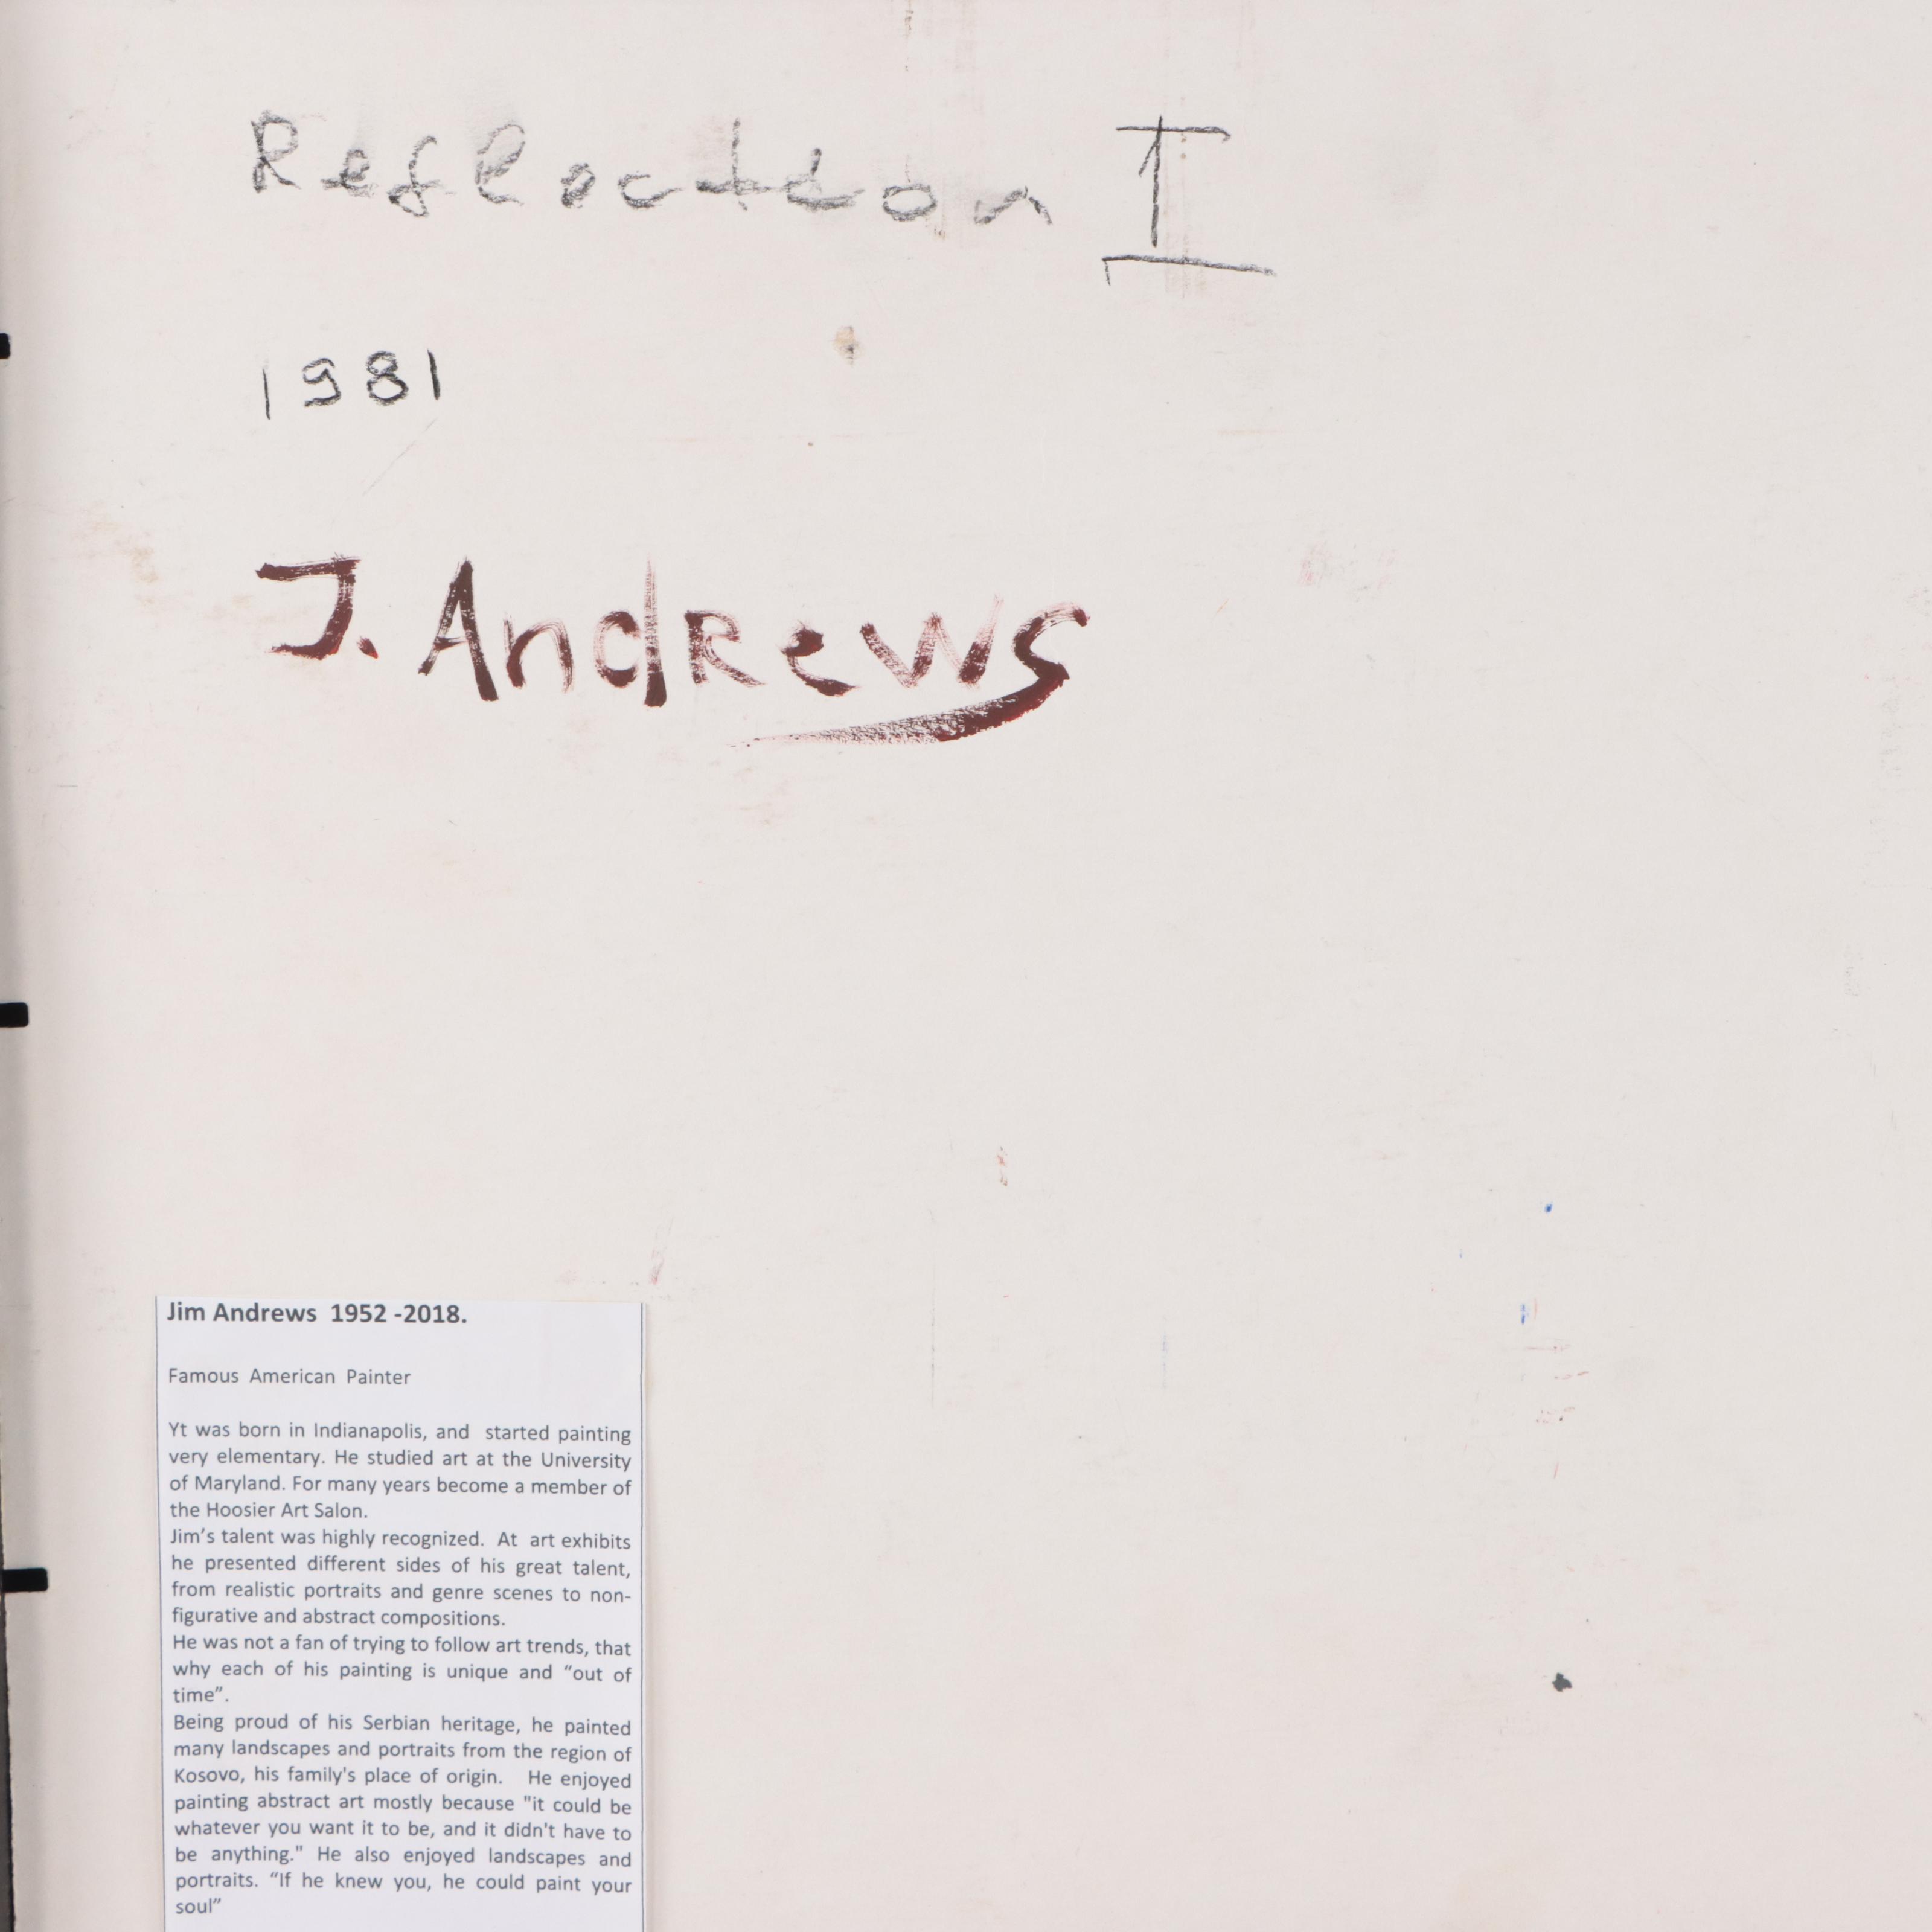 Reflection I
1981
J. Andrews
Jim Andrews 1952 -2018.
Famous American Painter
Yt was born in Indianapolis, and started painting
very elementary. He studied art at the University
of Maryland. For many years become a member of
the Hoosier Art Salon.
Jim’s talent was highly recognized. At art exhibits
he presented different sides of his great talent,
from realistic portraits and genre scenes to non-
figurative and abstract compositions.
He was not a fan of trying to follow art trends, that
why each of his painting is unique and “out of
time”.
Being proud of his Serbian heritage, he painted
many landscapes and portraits from the region of
Kosovo, his family's place of origin. He enjoyed
painting abstract art mostly because "it could be
whatever you want it to be, and it didn't have to
be anything." He also enjoyed landscapes and
portraits. “If he knew you, he could paint your
soul”